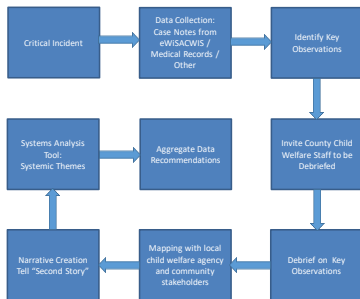 Critical Incident
Data Collection:
Case Notes from
eWiSACWIS /
Medical Records /
Other
Identify Key
Observations
Systems Analysis
Tool:
Systemic Themes
Aggregate Data
Recommendations
Invite County Child
Welfare Staff to be
Debriefed
Narrative Creation
Tell "Second Story"
Mapping with local
child welfare agency
and community
stakeholders
Debrief on Key
Observations